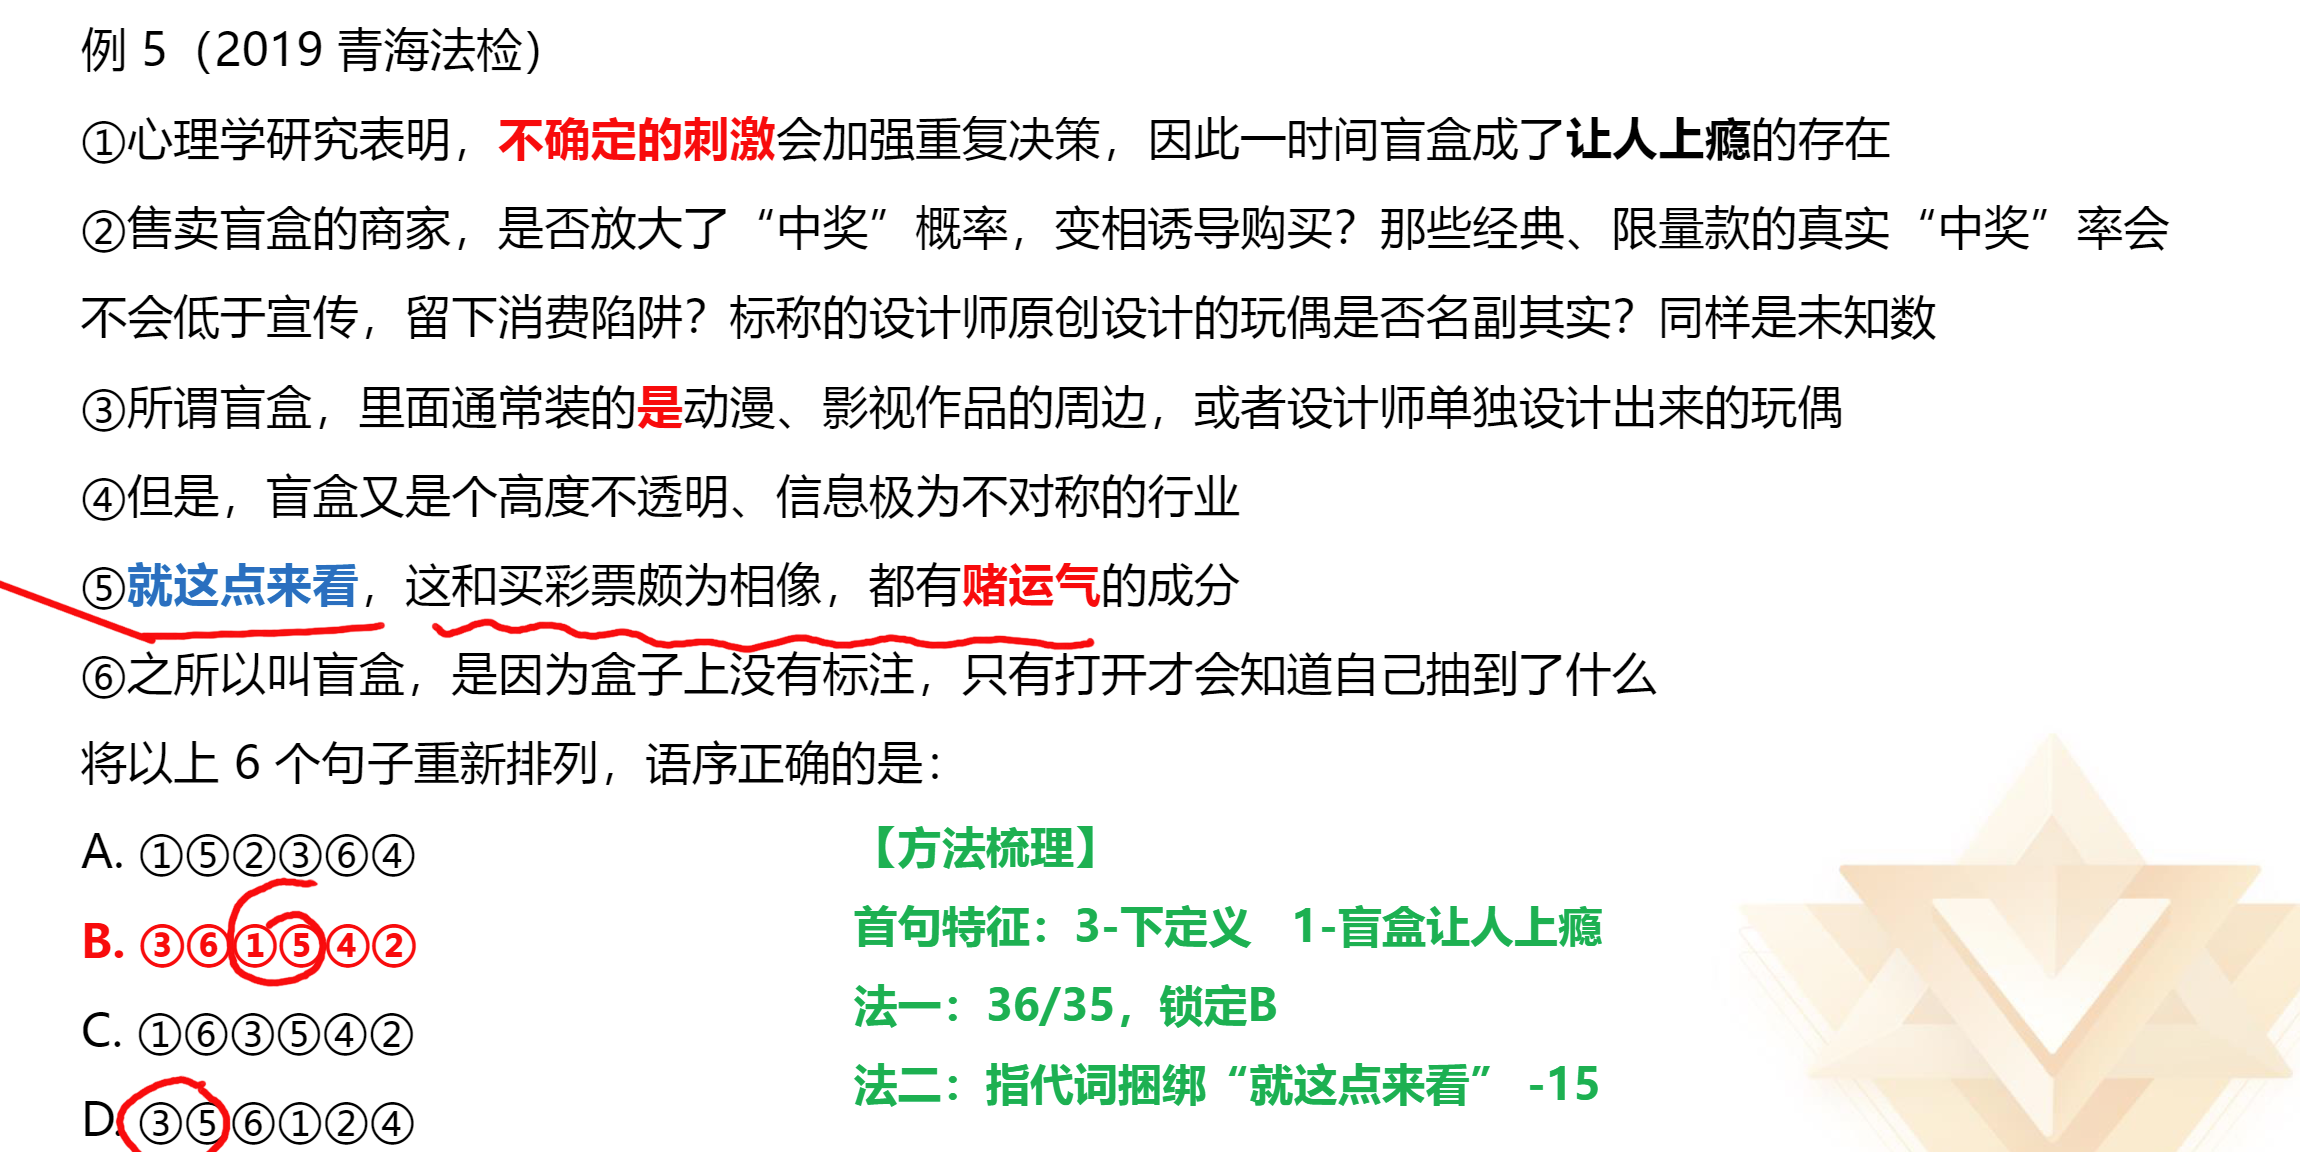 例 5（2019 青海法检）
①心理学研究表明，不确定的刺激会加强重复决策，因此一时间盲盒成了让人上瘾的存在
②售卖盲盒的商家，是否放大了“中奖”概率，变相诱导购买？那些经典、限量款的真实“中奖”率会
不会低于宣传，留下消费陷阱？标称的设计师原创设计的玩偶是否名副其实？同样是未知数
③所谓盲盒，里面通常装的是动漫、影视作品的周边，或者设计师单独设计出来的玩偶
④但是，盲盒又是个高度不透明、信息极为不对称的行业
⑤就这点来看，这和买彩票颇为相像，都有赌运气的成分
⑥之所以叫盲盒，是因为盒子上没有标注，只有打开才会知道自己抽到了什么
将以上 6 个句子重新排列，语序正确的是：
A. ①⑤②③⑥④
B. ③⑥①⑤④②
C. ①⑥③⑤④②
D. ③⑤⑥①②④
【方法梳理】
首句特征：3-下定义 1-盲盒让人上瘾
法一：36/35，锁定B
法二：指代词捆绑“就这点来看” -15